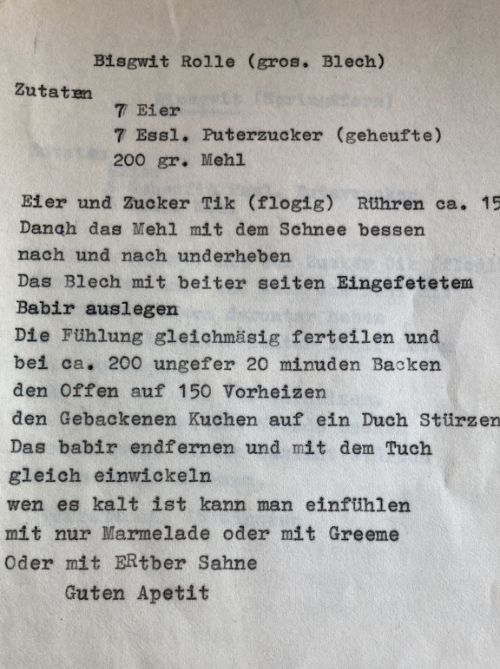 Bisgwit Rolle (gros. Blech)
Zutaten
7 Eier
7 Essl. Puterzucker (geheufte)
200 gr. Mehl
Eier und Zucker Tik (flogig) Rühren ca. 15
Danqh das Mehl mit dem Schnee bessen
nach und nach underheben
Das Blech mit beiter seiten Eingefetetem
Babir auslegen
Die Fühlung gleichmäsig ferteilen und
bei ca. 200 ungefer 20 minuden Backen
den Offen auf 150 Vorheizen
den Gebackenen Kuchen auf ein Duch Stürzen
Das babir endfernen und mit dem Tuch
gleich einwickeln
wen es kalt ist kann man einfühlen
mit nur Marmelade oder mit Greeme
Oder mit ERtber Sahne
Guten Apetit